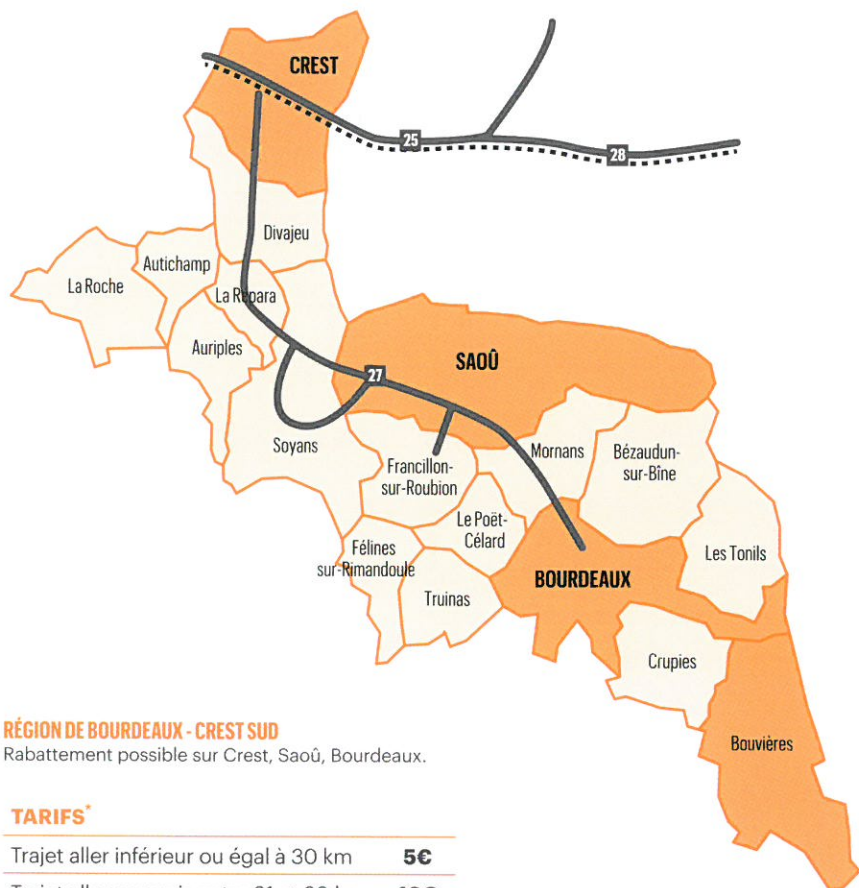 CREST
25
28
Divajeu
Autichamp
La Roche
La Répara
Auriples
SAOÛ
27
Soyans
Mornans
Bézaudun-
sur-Bîne
Francillon-
sur-Roubion
Le Poët-
Célard
Les Tonils
Félines
sur-Rimandoule
BOURDEAUX
Truinas
Crupies
Bouvières
RÉGION DE BOURDEAUX - CREST SUD
Rabattement possible sur Crest, Saoû, Bourdeaux.
TARIFS*
Trajet aller inférieur ou égal à 30 km 5€